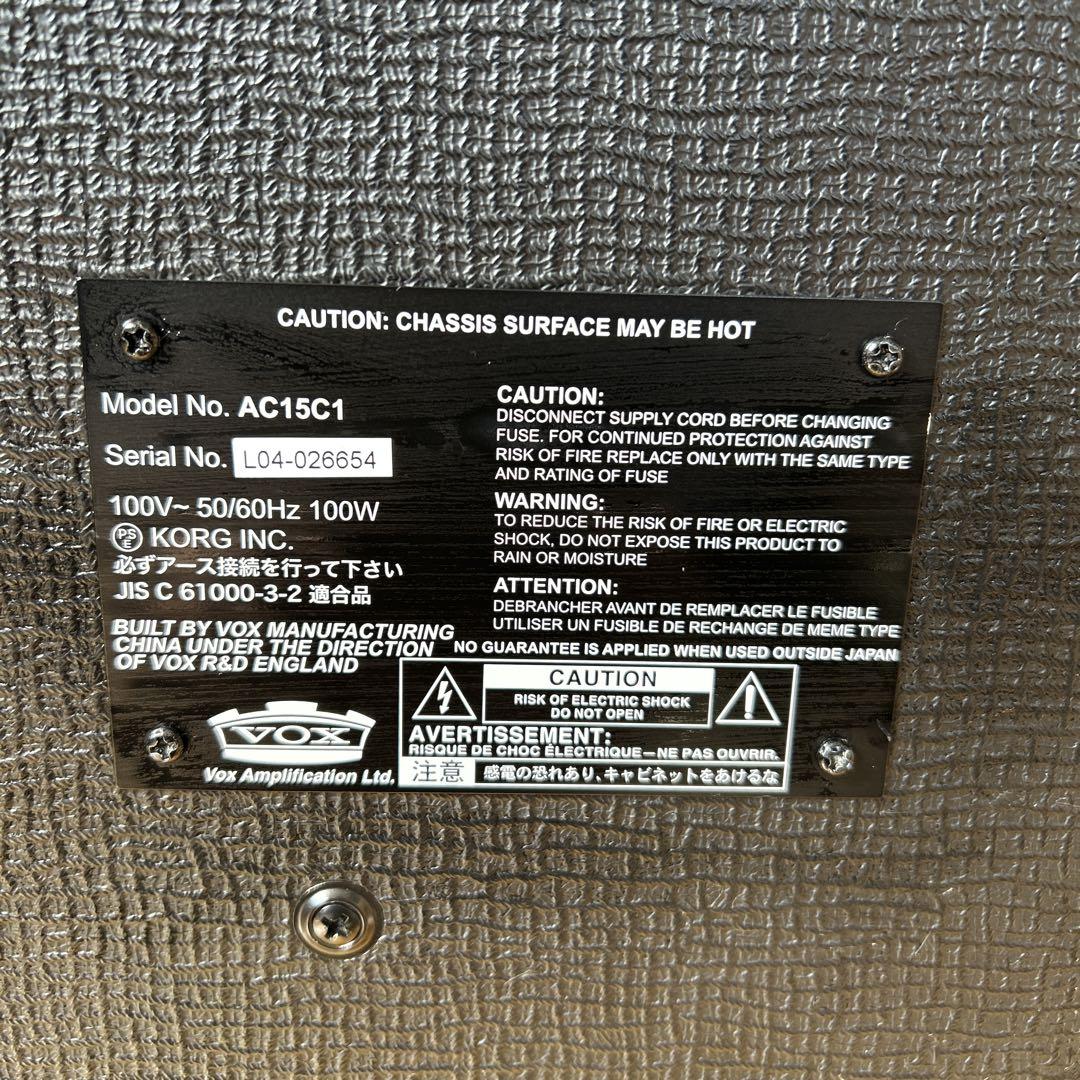 CAUTION: CHASSIS SURFACE MAY BE HOT
Model No. AC15C1
Serial No. L04-026654
100V~ 50/60Hz 100W
PSE KORG INC.
必ずアース接続を行って下さい
JIS C 61000-3-2 適合品
BUILT BY VOX MANUFACTURING
CHINA UNDER THE DIRECTION
OF VOX R&D ENGLAND
VOX
Vox Amplification Ltd.
CAUTION:
DISCONNECT SUPPLY CORD BEFORE CHANGING
FUSE. FOR CONTINUED PROTECTION AGAINST
RISK OF FIRE REPLACE ONLY WITH THE SAME TYPE
AND RATING OF FUSE
WARNING:
TO REDUCE THE RISK OF FIRE OR ELECTRIC
SHOCK, DO NOT EXPOSE THIS PRODUCT TO
RAIN OR MOISTURE
ATTENTION:
DEBRANCHER AVANT DE REMPLACER LE FUSIBLE
UTILISER UN FUSIBLE DE RECHANGE DE MEME TYPE
NO GUARANTEE IS APPLIED WHEN USED OUTSIDE JAPAN
CAUTION
RISK OF ELECTRIC SHOCK
DO NOT OPEN
AVERTISSEMENT:
RISQUE DE CHOC ÉLECTRIQUE—NE PAS OUVRIR.
注意 感電の恐れあり、キャビネットをあけるな